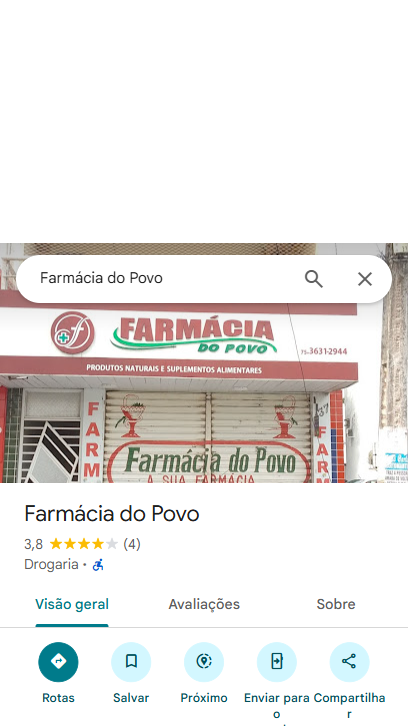 Farmácia do Povo
FARMÁCIA
DO POVO
75-3631-2944
PRODUTOS NATURAIS E SUPLEMENTOS ALIMENTARES
FARM
Farmácia do Povo
A SUA FARMÁCIA
FARM
Farmácia do Povo
3,8 (4)
Drogaria ·
Visão geral
Avaliações
Sobre
Rotas
Salvar
Próximo
Enviar para o
Compartilhar